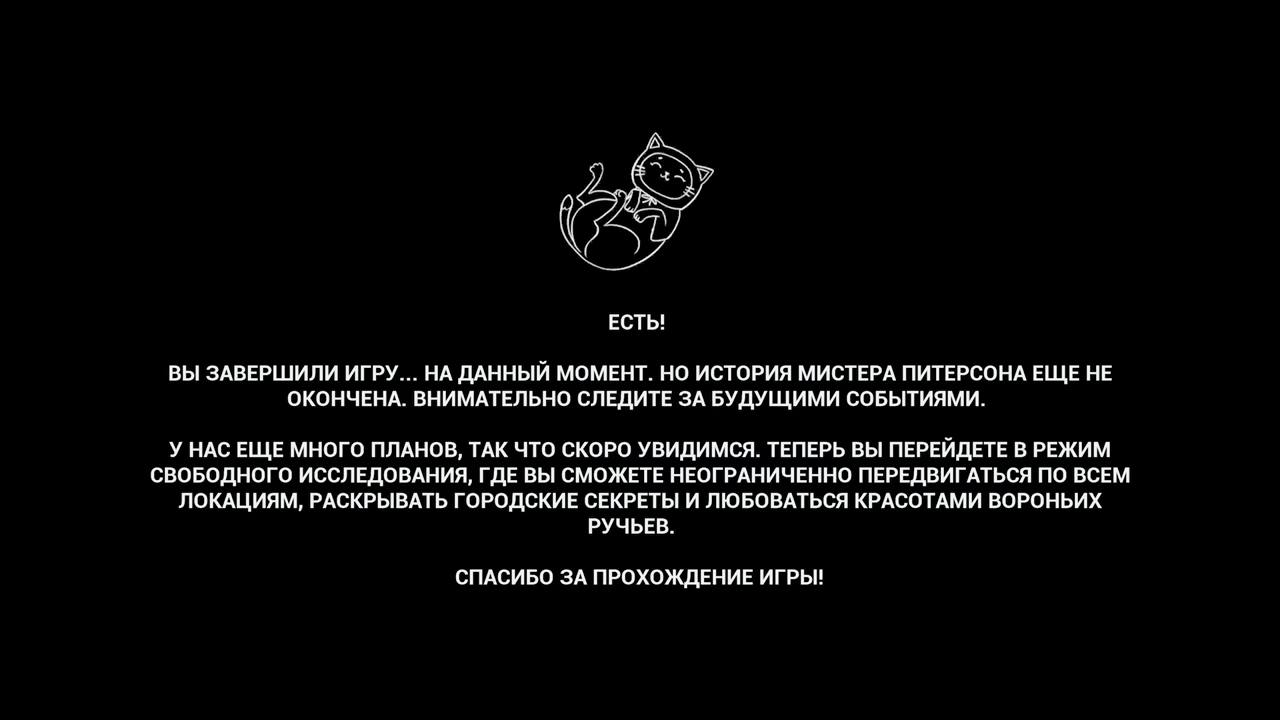 ЕСТЬ!
ВЫ ЗАВЕРШИЛИ ИГРУ... НА ДАННЫЙ МОМЕНТ. НО ИСТОРИЯ МИСТЕРА ПИТЕРСОНА ЕЩЕ НЕ
ОКОНЧЕНА. ВНИМАТЕЛЬНО СЛЕДИТЕ ЗА БУДУЩИМИ СОБЫТИЯМИ.
У НАС ЕЩЕ МНОГО ПЛАНОВ, ТАК ЧТО СКОРО УВИДИМСЯ. ТЕПЕРЬ ВЫ ПЕРЕЙДЕТЕ В РЕЖИМ
СВОБОДНОГО ИССЛЕДОВАНИЯ, ГДЕ ВЫ СМОЖЕТЕ НЕОГРАНИЧЕННО ПЕРЕДВИГАТЬСЯ ПО ВСЕМ
ЛОКАЦИЯМ, РАСКРЫВАТЬ ГОРОДСКИЕ СЕКРЕТЫ И ЛЮБОВАТЬСЯ КРАСОТАМИ ВОРОНЬИХ
РУЧЬЕВ.
СПАСИБО ЗА ПРОХОЖДЕНИЕ ИГРЫ!